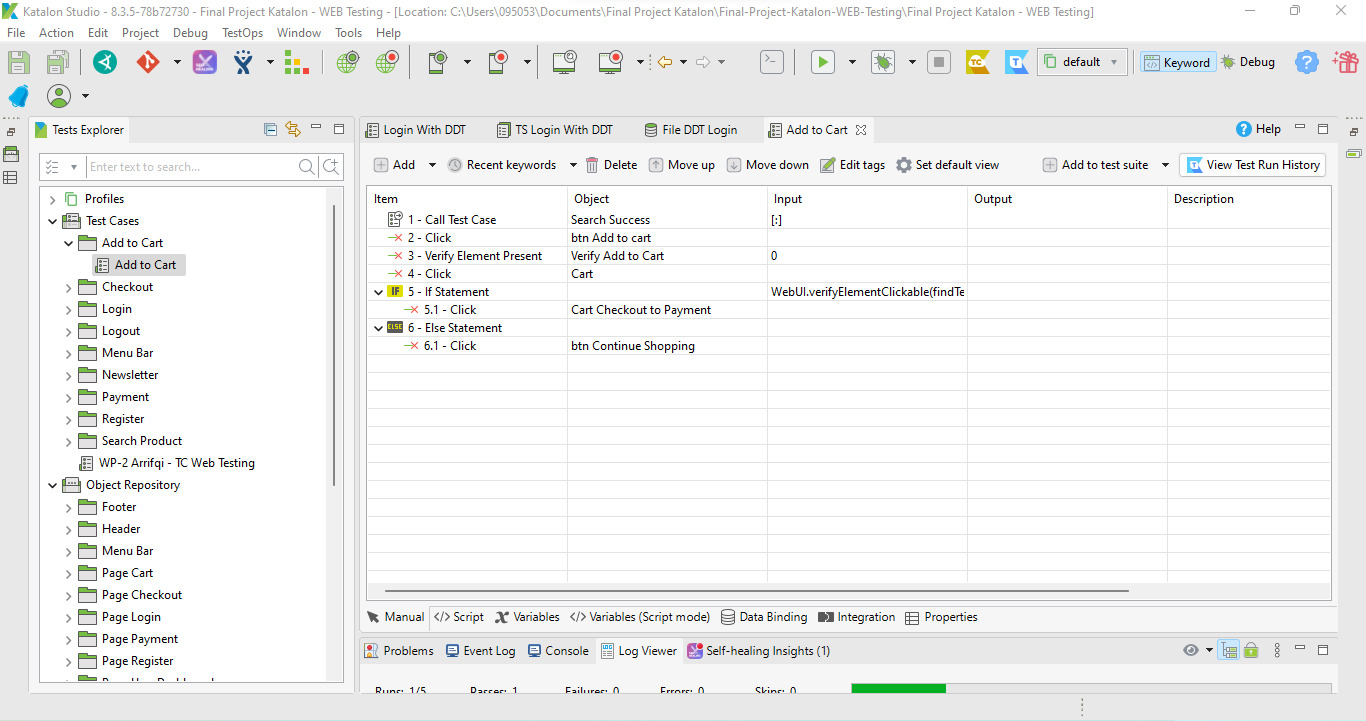 Katalon Studio - 8.3.5-78b72730 - Final Project Katalon - WEB Testing - [Location: C:\Users\095053\Documents\Final Project Katalon\Final-Project-Katalon-WEB-Testing\Final Project Katalon - WEB Testing]
File Action Edit Project Debug TestOps Window Tools Help
default Keyword Debug
Tests Explorer
Enter text to search...
Profiles
Test Cases
Add to Cart
Add to Cart
Checkout
Login
Logout
Menu Bar
Newsletter
Payment
Register
Search Product
WP-2 Arrifqi - TC Web Testing
Object Repository
Footer
Header
Menu Bar
Page Cart
Page Checkout
Page Login
Page Payment
Page Register
Login With DDT TS Login With DDT File DDT Login Add to Cart Help
Add Recent keywords Delete Move up Move down Edit tags Set default view Add to test suite View Test Run History
Item Object Input Output Description
1 - Call Test Case Search Success [:]
2 - Click btn Add to cart
3 - Verify Element Present Verify Add to Cart 0
4 - Click Cart
IF 5 - If Statement WebUI.verifyElementClickable(findTe
5.1 - Click Cart Checkout to Payment
ELSE 6 - Else Statement
6.1 - Click btn Continue Shopping
Manual </> Script Variables </> Variables (Script mode) Data Binding Integration Properties
Problems Event Log Console Log Viewer Self-healing Insights (1)
Runs: 1/5 Passes: 1 Failures: 0 Errors: 0 Skips: 0